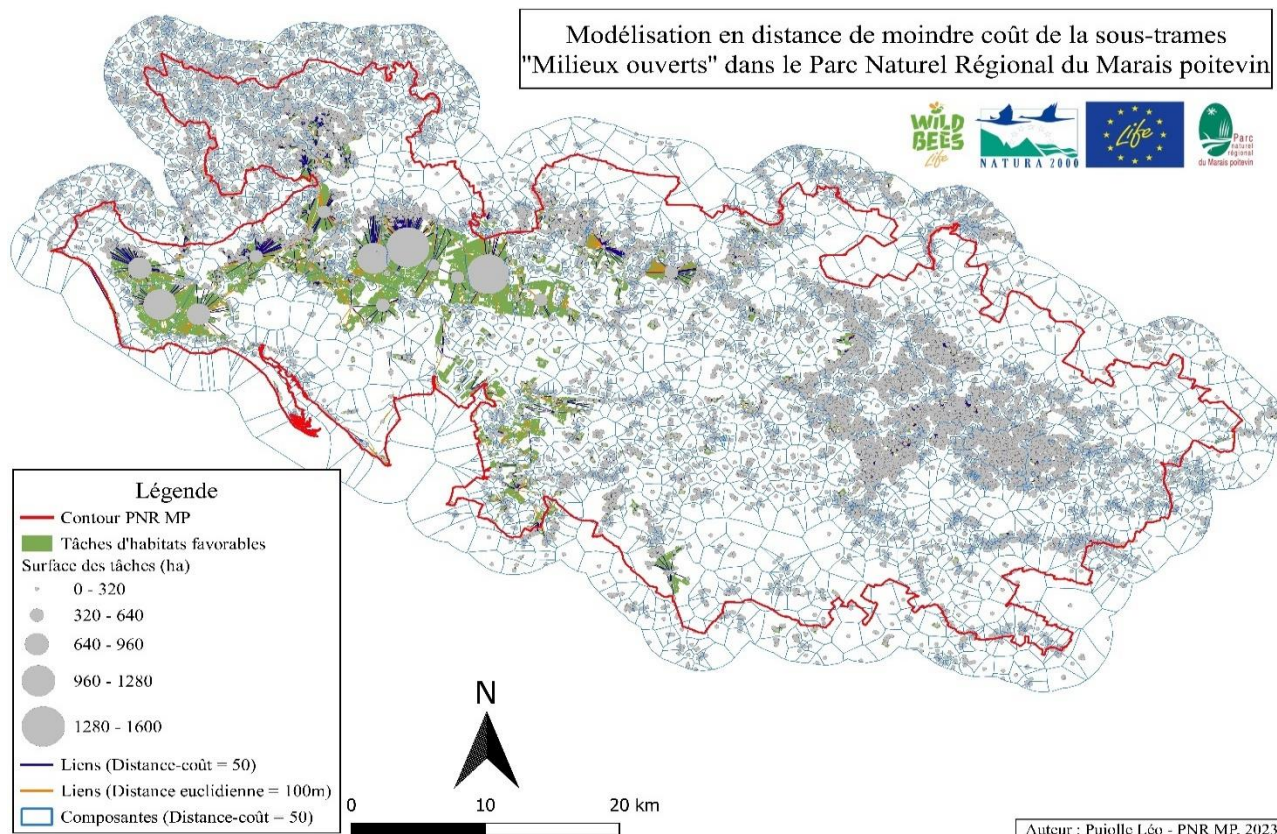 Modélisation en distance de moindre coût de la sous-trames
"Milieux ouverts" dans le Parc Naturel Régional du Marais poitevin
WILD
BEES
Life
NATURA 2000
Life
Parc
naturel
régional
du Marais poitevin
Légende
Contour PNR MP
Tâches d'habitats favorables
Surface des tâches (ha)
0 - 320
320 - 640
640 - 960
960 - 1280
1280 - 1600
Liens (Distance-coût = 50)
Liens (Distance euclidienne = 100m)
Composantes (Distance-coût = 50)
N
0 10 20 km
Auteur : Pujolle Léo - PNR MP, 2023